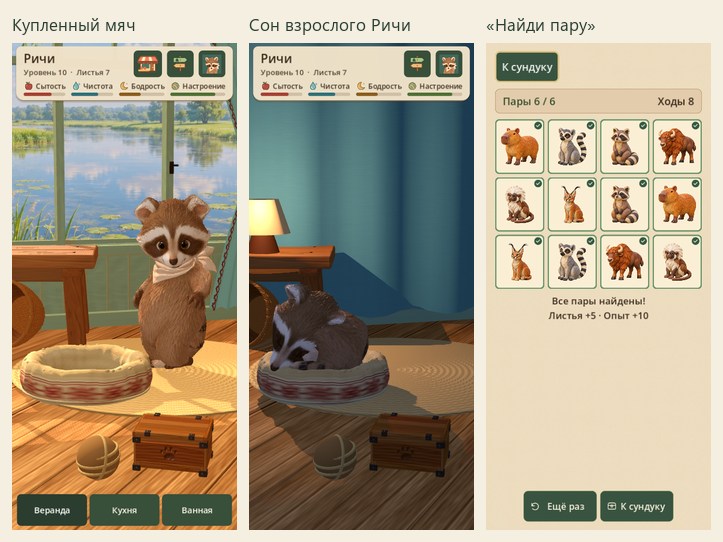 Купленный мяч
Ричи
Уровень 10 · Листья 7
Сытость Чистота Бодрость Настроение
Веранда Кухня Ванная
Сон взрослого Ричи
Ричи
Уровень 10 · Листья 7
Сытость Чистота Бодрость Настроение
«Найди пару»
К сундуку
Пары 6 / 6 Ходы 8
Все пары найдены!
Листья +5 · Опыт +10
Ещё раз К сундуку